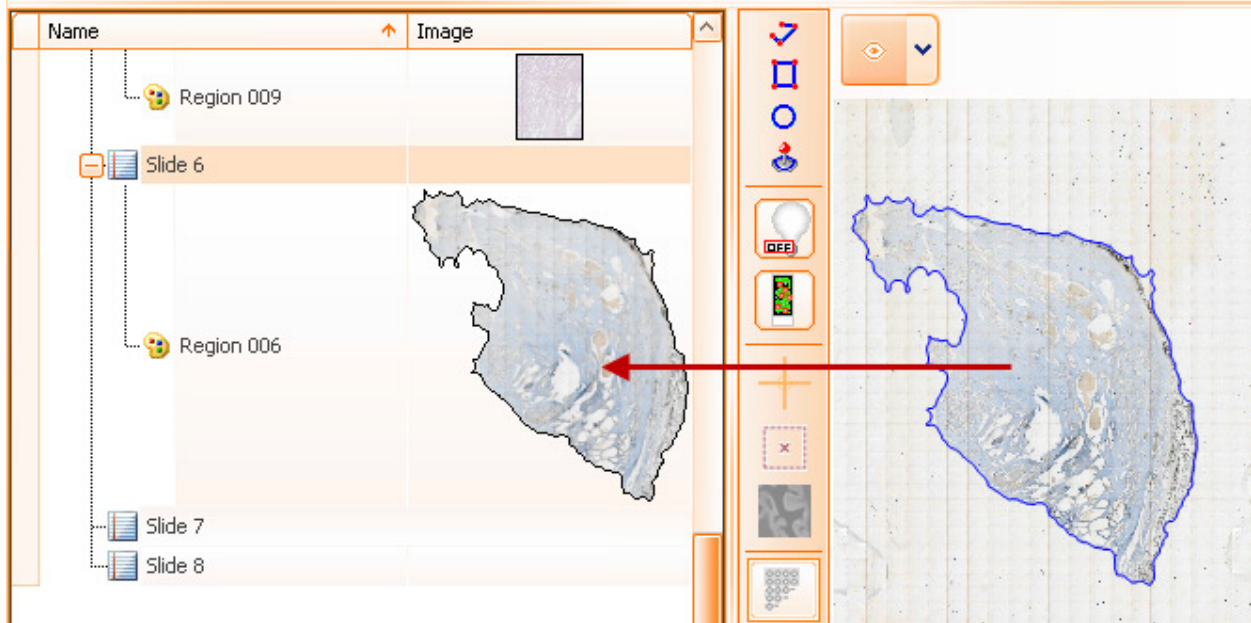 Name
Image
Region 009
Slide 6
Region 006
Slide 7
Slide 8
OFF